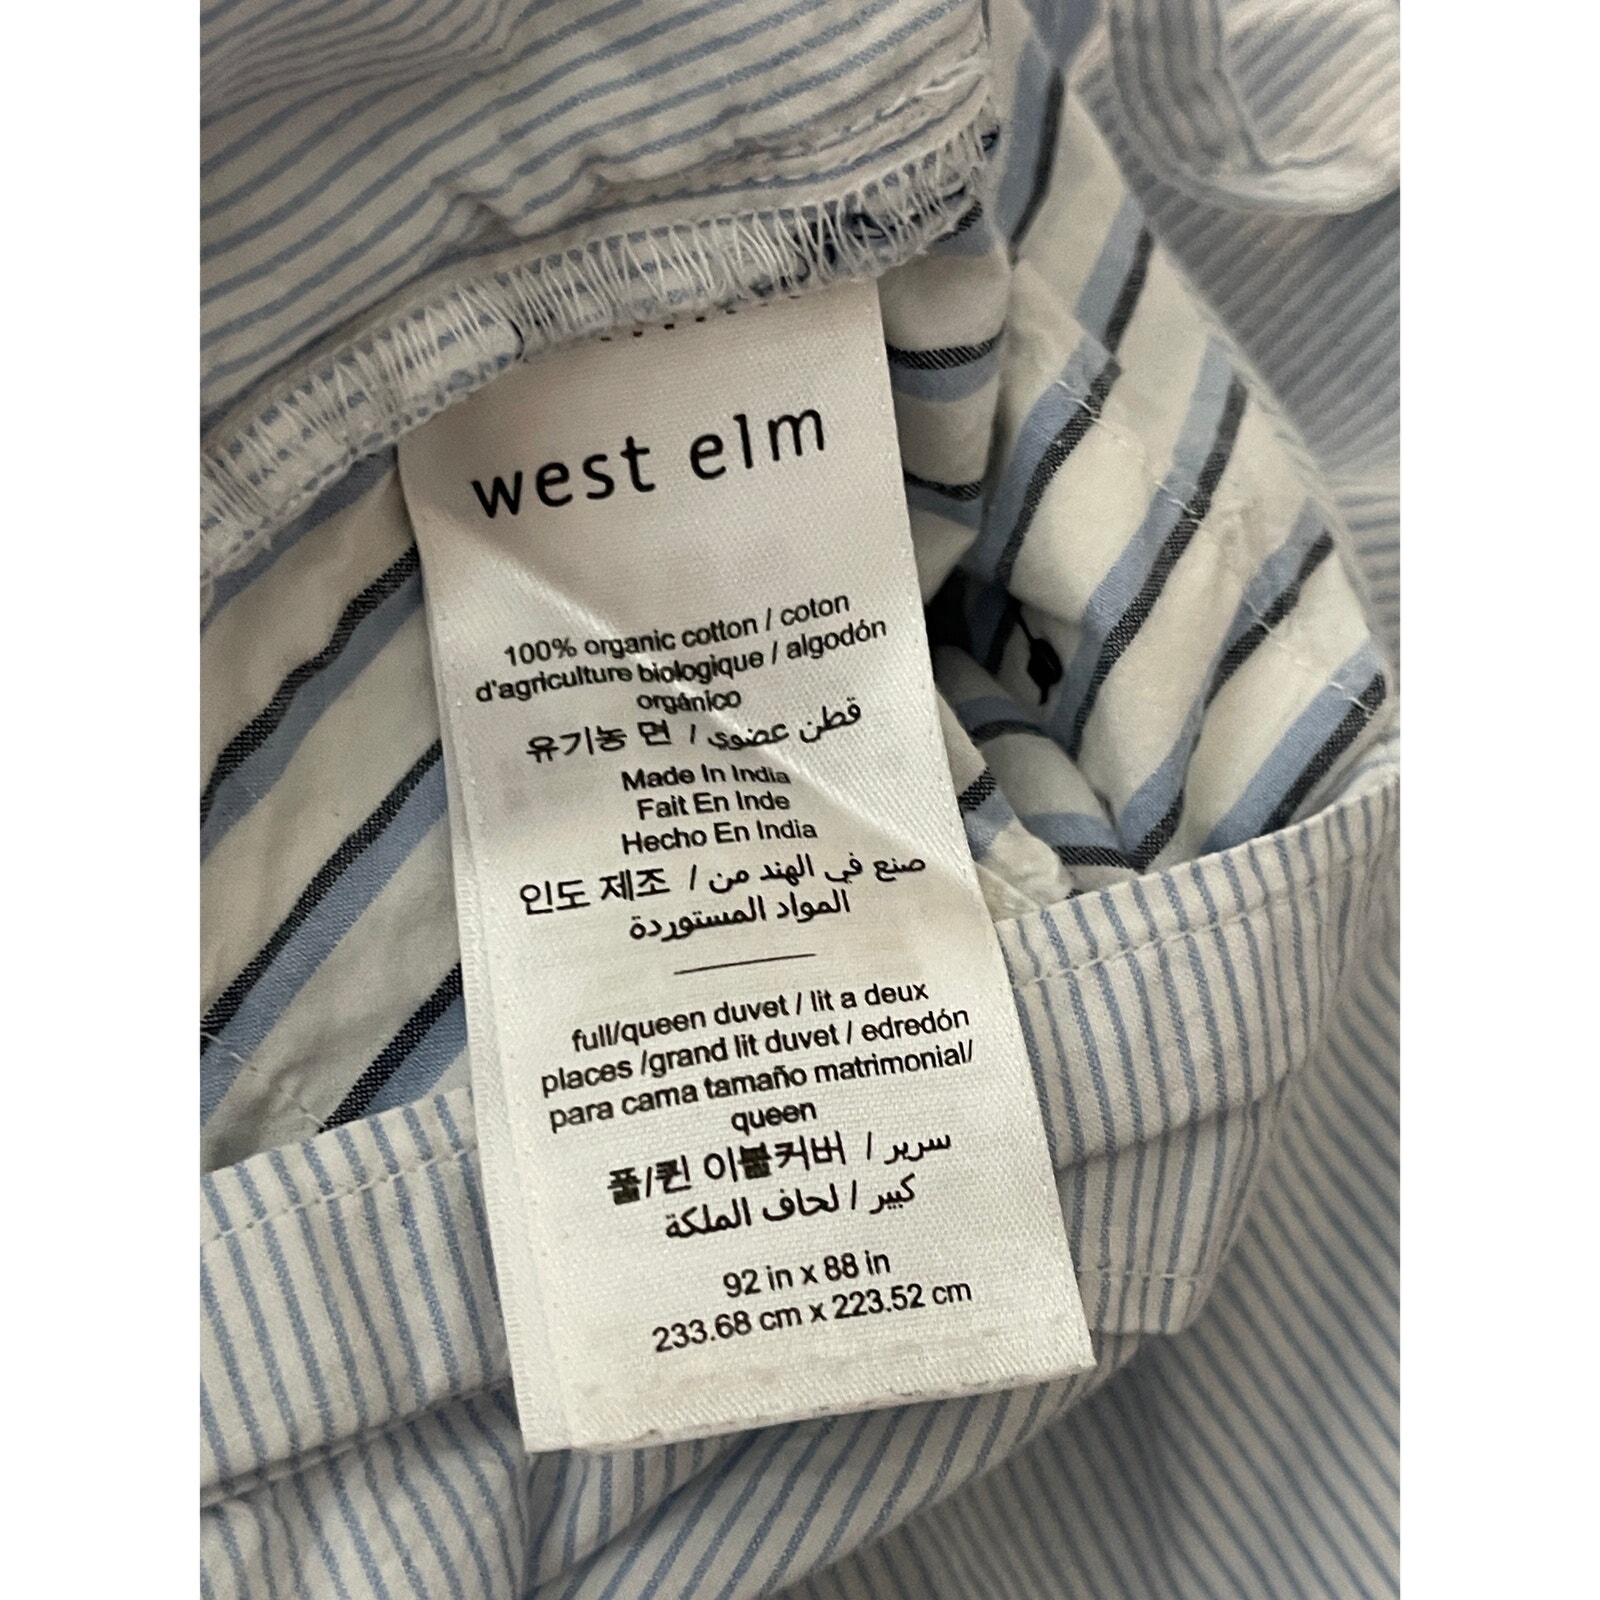 west elm
100% organic cotton / coton
d'agriculture biologique / algodón
orgánico
유기농 면 / قطن عضوي
Made In India
Fait En Inde
Hecho En India
인도 제조 / صنع في الهند من
المواد المستوردة
full/queen duvet / lit a deux
places /grand lit duvet / edredón
para cama tamaño matrimonial/
queen
풀/퀸 이불커버 / سرير
كبير / لحاف الملكة
92 in x 88 in
233.68 cm x 223.52 cm